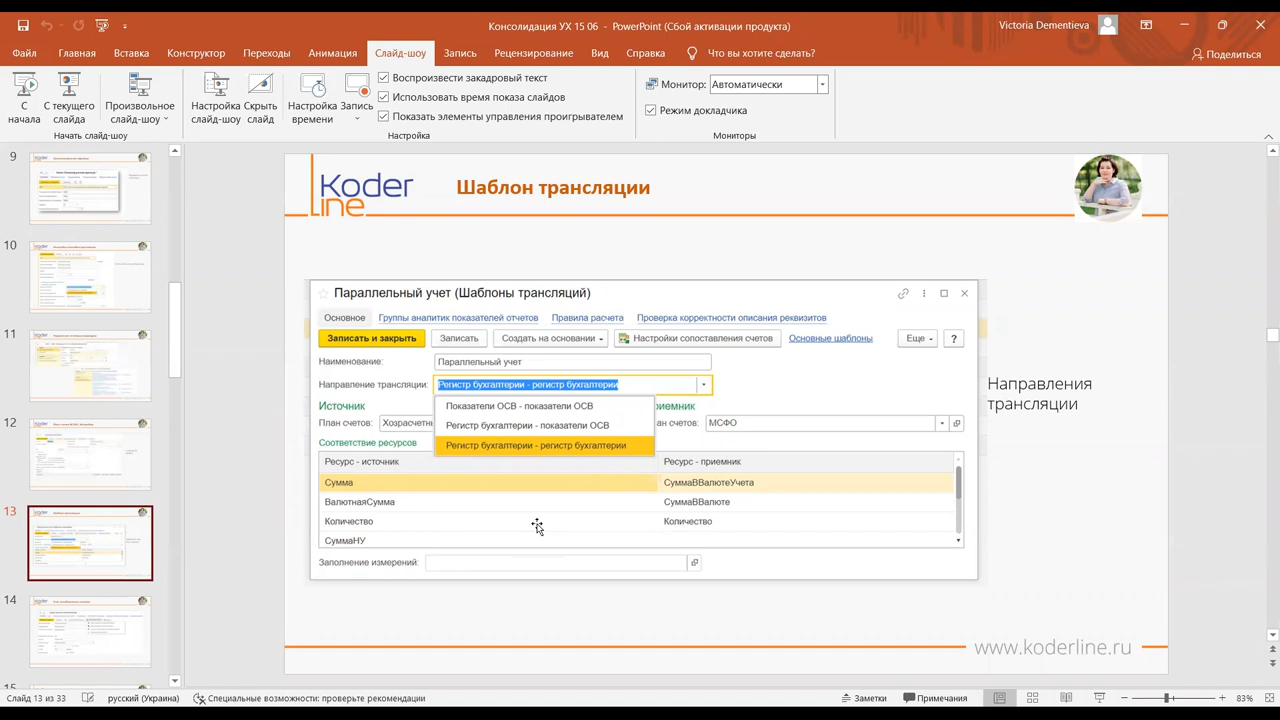 Консолидация УХ 15 06 - PowerPoint (Сбой активации продукта)
Victoria Dementieva
Файл Главная Вставка Конструктор Переходы Анимация Слайд-шоу Запись Рецензирование Вид Справка Что вы хотите сделать? Поделиться
С начала
С текущего слайда
Произвольное слайд-шоу
Начать слайд-шоу
Настройка слайд-шоу
Скрыть слайд
Настройка времени
Запись
Воспроизвести закадровый текст
Использовать время показа слайдов
Показать элементы управления проигрывателем
Настройка
Монитор: Автоматически
Режим докладчика
Мониторы
9
10
11
12
13
14
15
Koder
line
Шаблон трансляции
Параллельный учет (Шаблоны трансляций)
Основное Группы аналитик показателей отчетов Правила расчета Проверка корректности описания реквизитов
Записать и закрыть Записать Создать на основании Настройки сопоставления счетов Основные шаблоны Еще ?
Наименование: Параллельный учет
Направление трансляции: Регистр бухгалтерии - регистр бухгалтерии
Показатели ОСВ - показатели ОСВ
Регистр бухгалтерии - показатели ОСВ
Регистр бухгалтерии - регистр бухгалтерии
Источник риемник
План счетов: Хозрасчетн ан счетов: МСФО
Соответствие ресурсов
Ресурс - источник Ресурс - приемник
Сумма СуммаВВалютеУчета
ВалютнаяСумма СуммаВВалюте
Количество Количество
СуммаНУ
Заполнение измерений:
Направления
трансляции
www.koderline.ru
Слайд 13 из 33 русский (Украина) Специальные возможности: проверьте рекомендации Заметки Примечания 83%